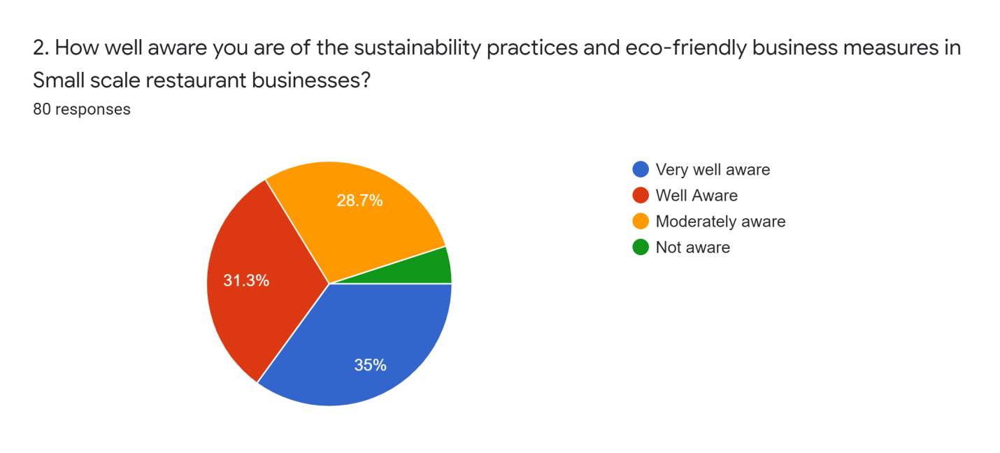 2. How well aware you are of the sustainability practices and eco-friendly business measures in
Small scale restaurant businesses?
80 responses
28.7%
31.3%
35%
Very well aware
Well Aware
Moderately aware
Not aware